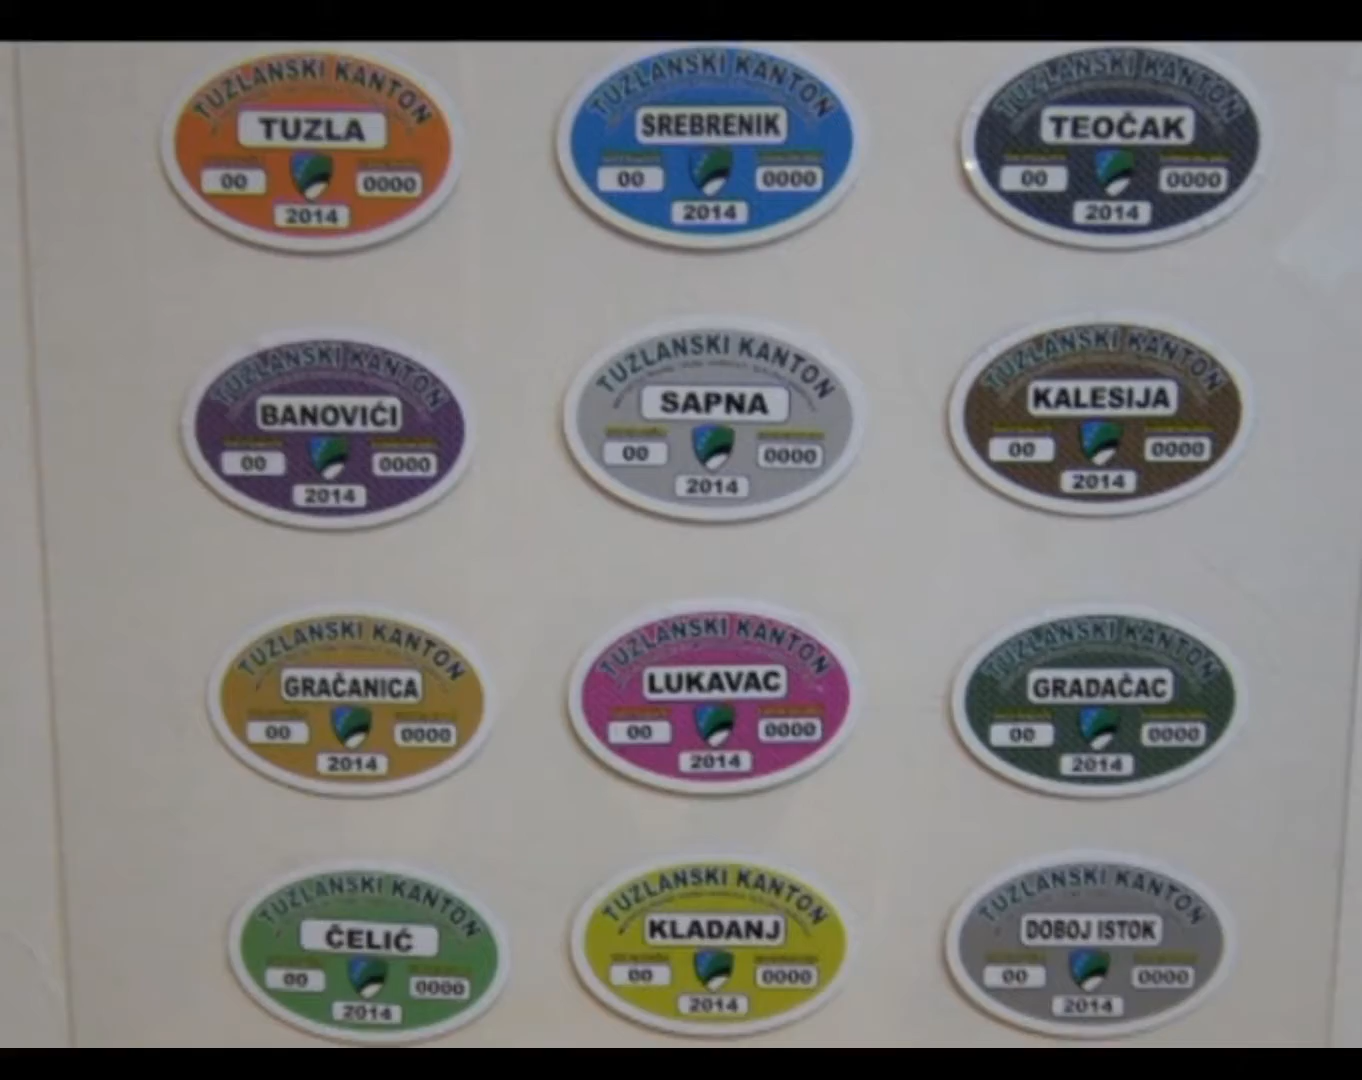 TUZLANSKI KANTON
TUZLA
00 0000
2014
TUZLANSKI KANTON
SREBRENIK
00 0000
2014
TUZLANSKI KANTON
TEOČAK
00 0000
2014
TUZLANSKI KANTON
BANOVIĆI
00 0000
2014
TUZLANSKI KANTON
SAPNA
00 0000
2014
TUZLANSKI KANTON
KALESIJA
00 0000
2014
TUZLANSKI KANTON
GRAČANICA
00 0000
2014
TUZLANSKI KANTON
LUKAVAC
00 0000
2014
TUZLANSKI KANTON
GRADAČAC
00 0000
2014
TUZLANSKI KANTON
ČELIĆ
00 0000
2014
TUZLANSKI KANTON
KLADANJ
00 0000
2014
TUZLANSKI KANTON
DOBOJ ISTOK
00 0000
2014